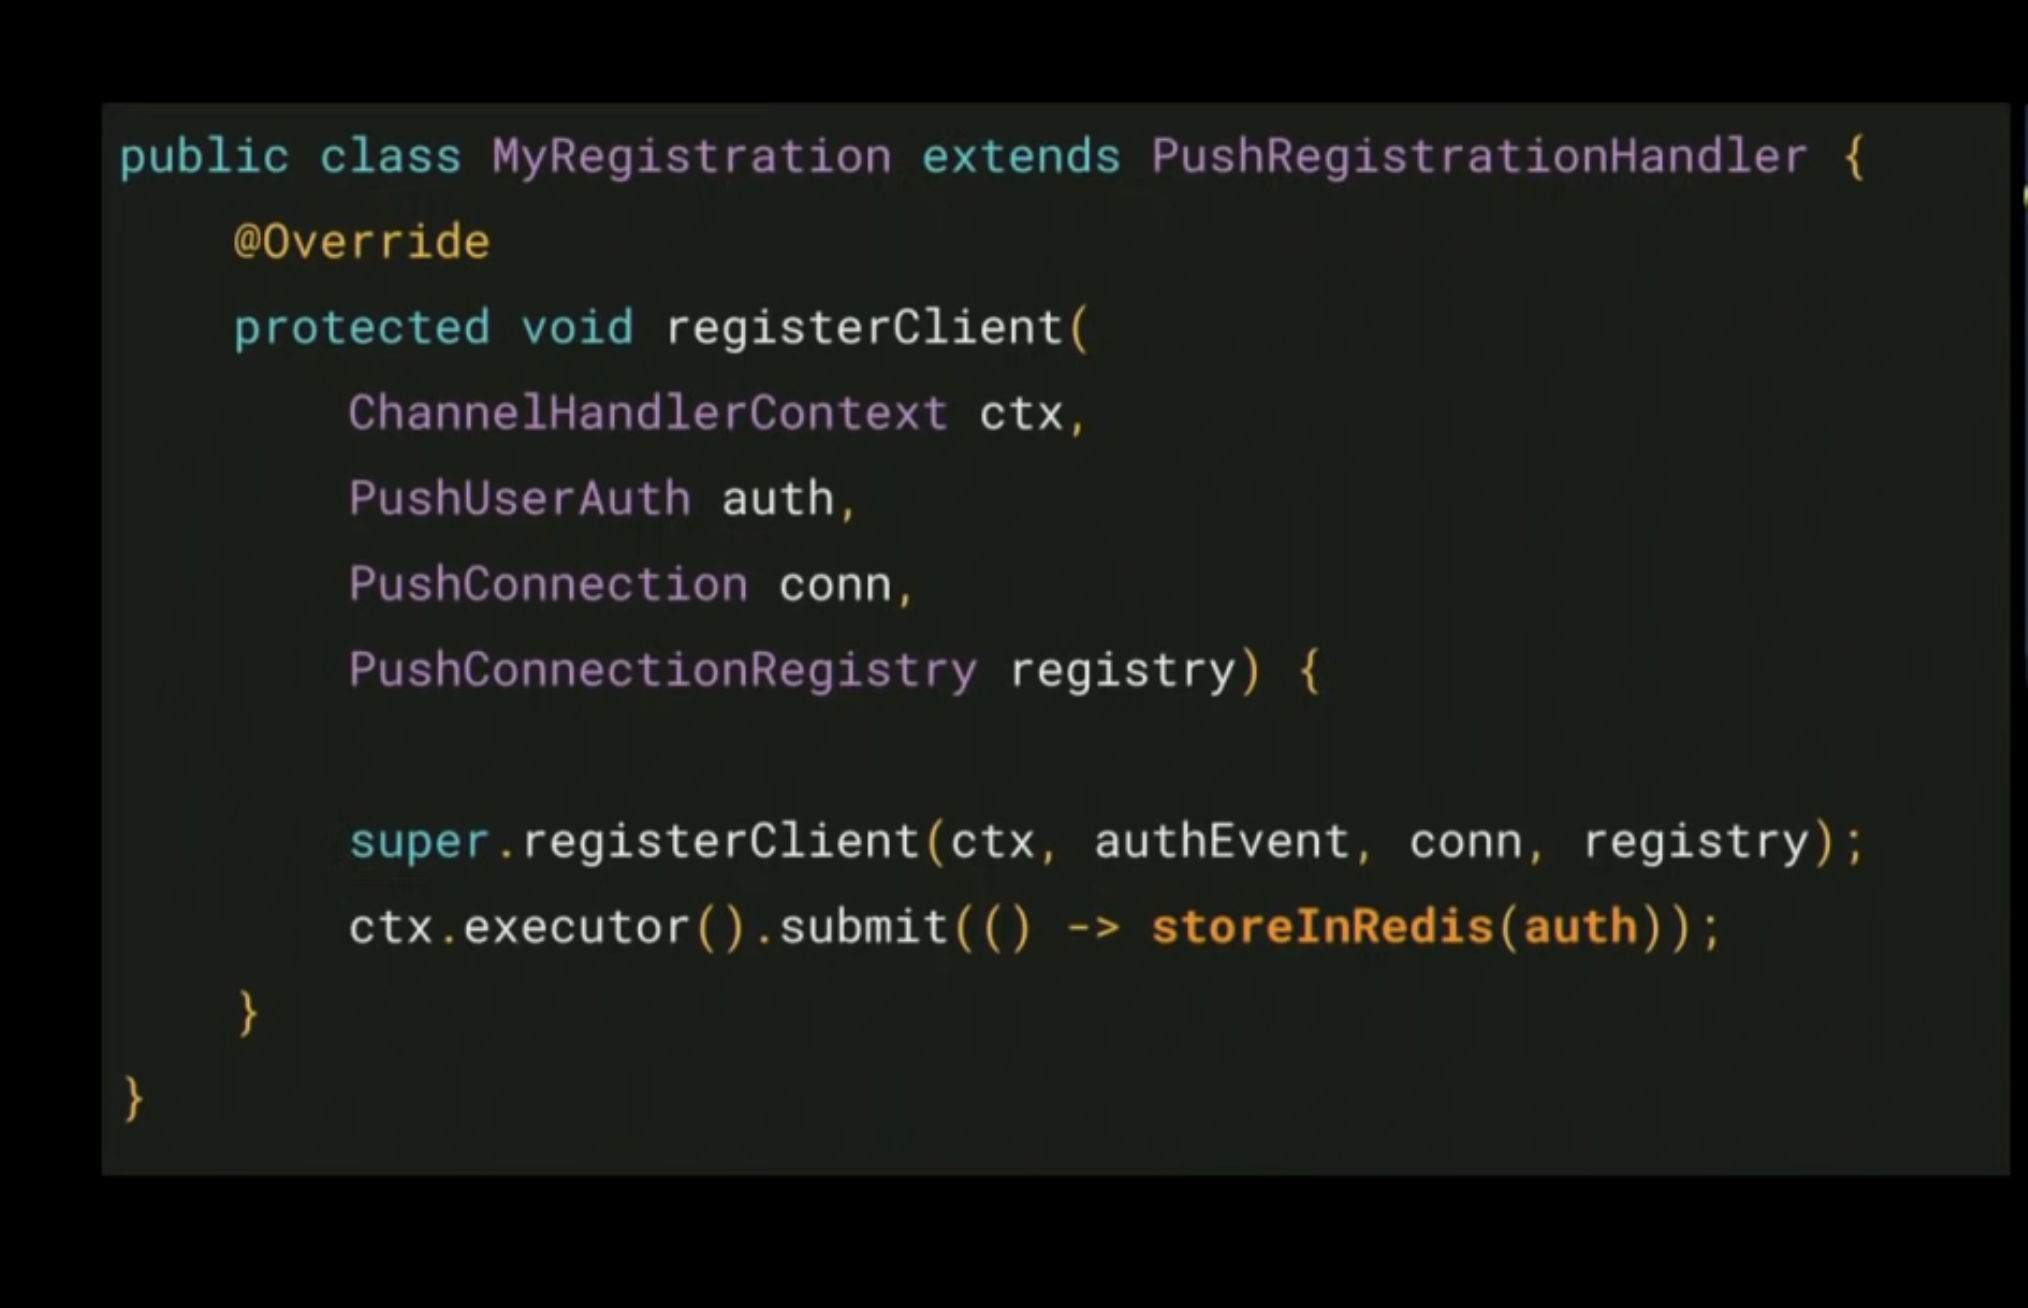 public class MyRegistration extends PushRegistrationHandler {
@Override
protected void registerClient(
ChannelHandlerContext ctx,
PushUserAuth auth,
PushConnection conn,
PushConnectionRegistry registry) {
super.registerClient(ctx, authEvent, conn, registry);
ctx.executor().submit(() -> storeInRedis(auth));
}
}